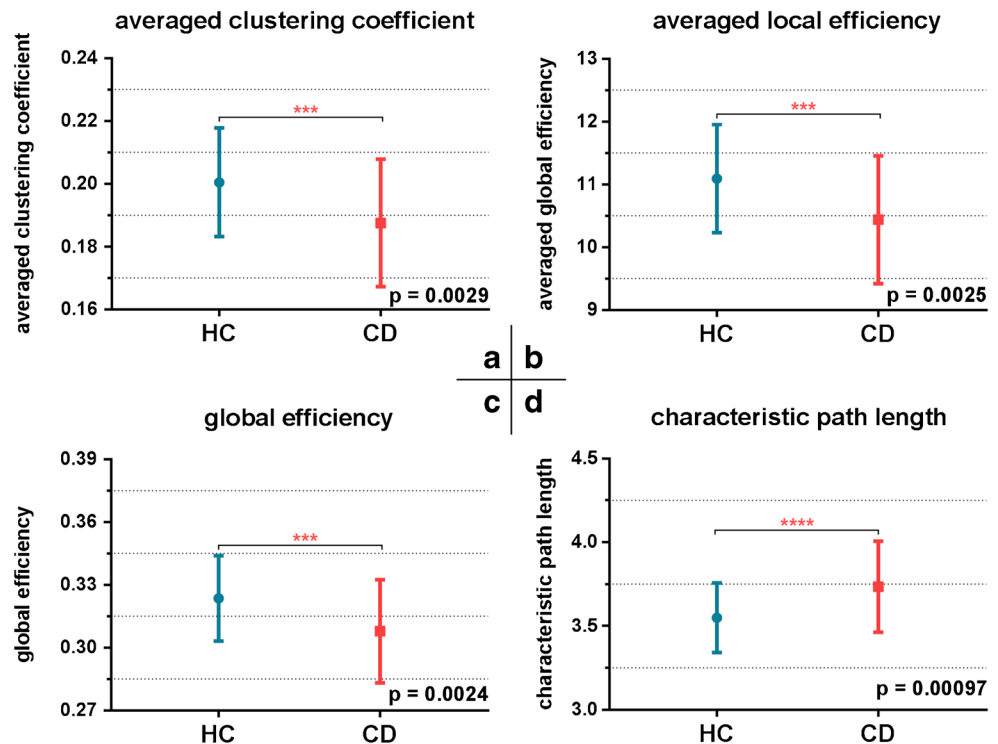 averaged clustering coefficient
averaged clustering coefficient
0.24
0.22
0.20
0.18
0.16
***
p = 0.0029
HC
CD
averaged local efficiency
averaged global efficiency
13
12
11
10
9
***
p = 0.0025
HC
CD
a
b
c
d
global efficiency
global efficiency
0.39
0.36
0.33
0.30
0.27
***
p = 0.0024
HC
CD
characteristic path length
characteristic path length
4.5
4.0
3.5
3.0
****
p = 0.00097
HC
CD